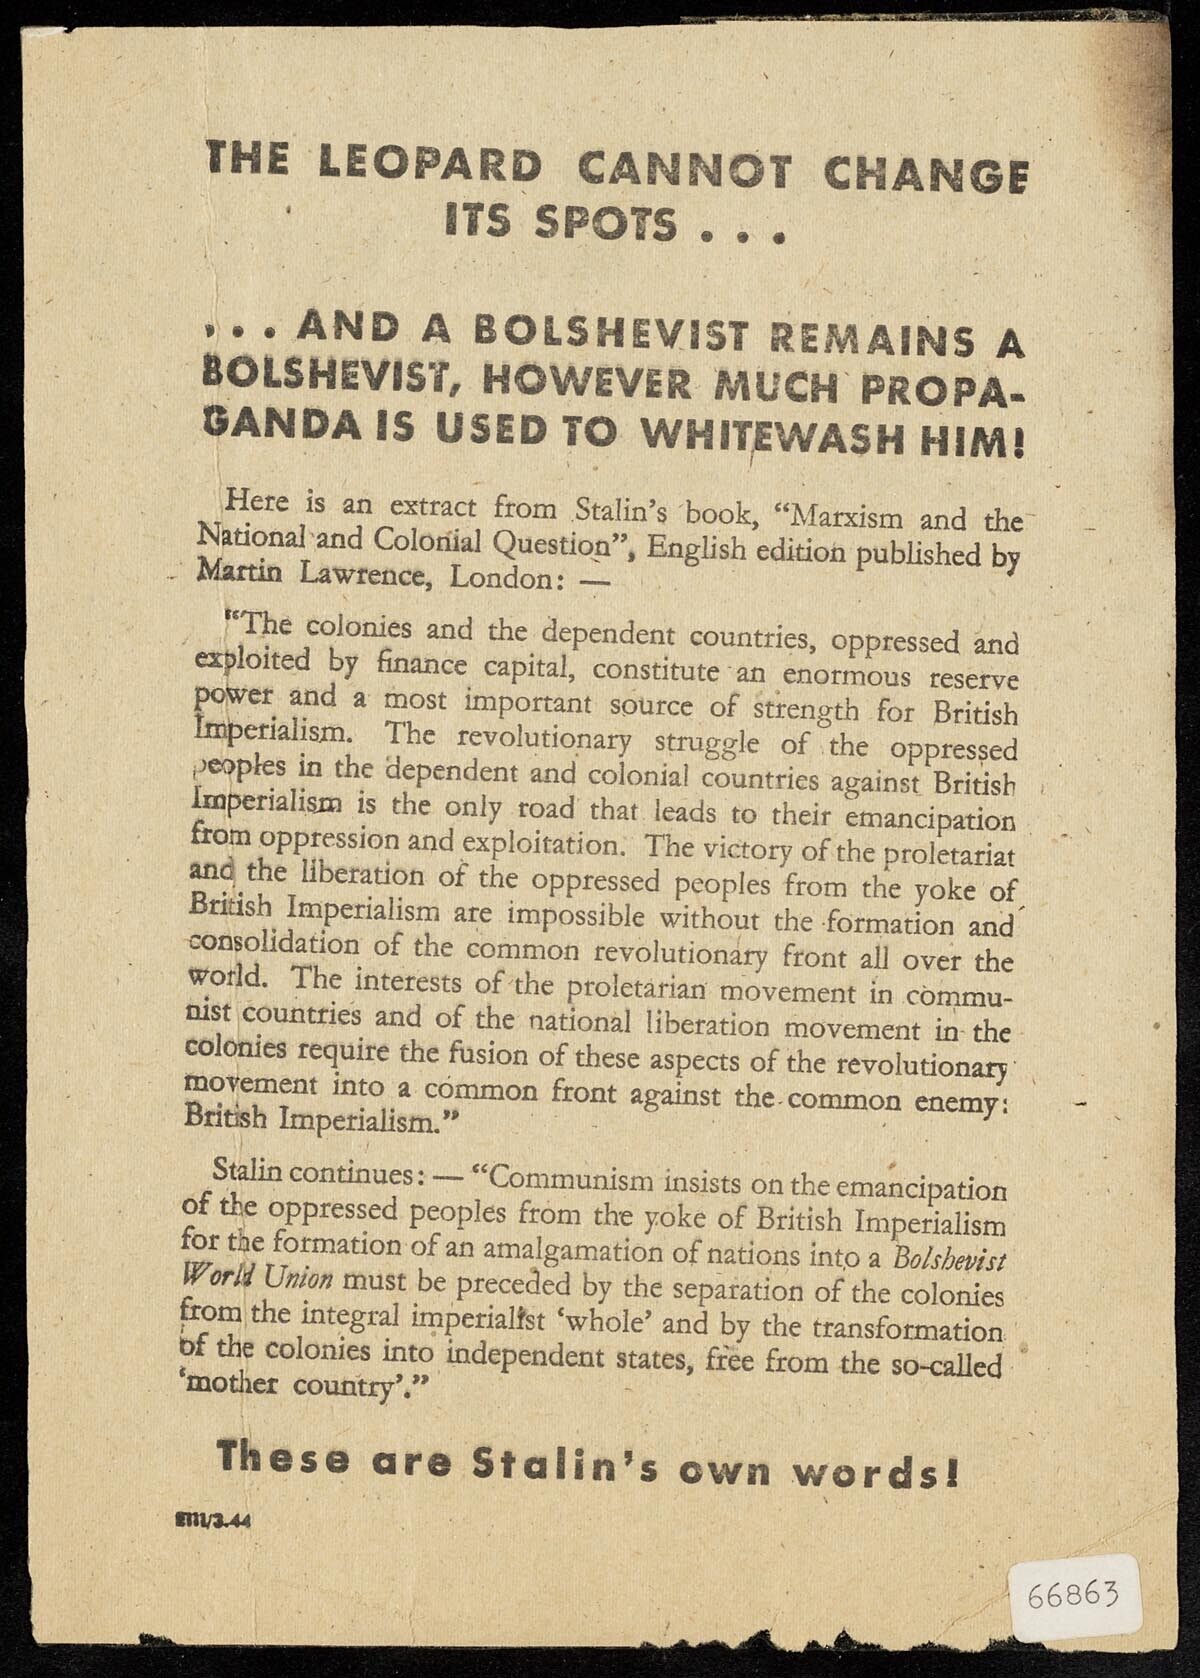 THE LEOPARD CANNOT CHANGE
ITS SPOTS . . .
. . . AND A BOLSHEVIST REMAINS A
BOLSHEVIST, HOWEVER MUCH PROPA-
GANDA IS USED TO WHITEWASH HIM!
Here is an extract from Stalin's book, “Marxism and the
National and Colonial Question”, English edition published by
Martin Lawrence, London: —
“The colonies and the dependent countries, oppressed and
exploited by finance capital, constitute an enormous reserve
power and a most important source of strength for British
Imperialism. The revolutionary struggle of the oppressed
peoples in the dependent and colonial countries against British
Imperialism is the only road that leads to their emancipation
from oppression and exploitation. The victory of the proletariat
and the liberation of the oppressed peoples from the yoke of
British Imperialism are impossible without the formation and
consolidation of the common revolutionary front all over the
world. The interests of the proletarian movement in commu-
nist countries and of the national liberation movement in the
colonies require the fusion of these aspects of the revolutionary
movement into a common front against the common enemy:
British Imperialism.”
Stalin continues: — “Communism insists on the emancipation
of the oppressed peoples from the yoke of British Imperialism
for the formation of an amalgamation of nations into a Bolshevist
World Union must be preceded by the separation of the colonies
from the integral imperialist ‘whole’ and by the transformation
of the colonies into independent states, free from the so-called
‘mother country’.”
These are Stalin's own words!
66863